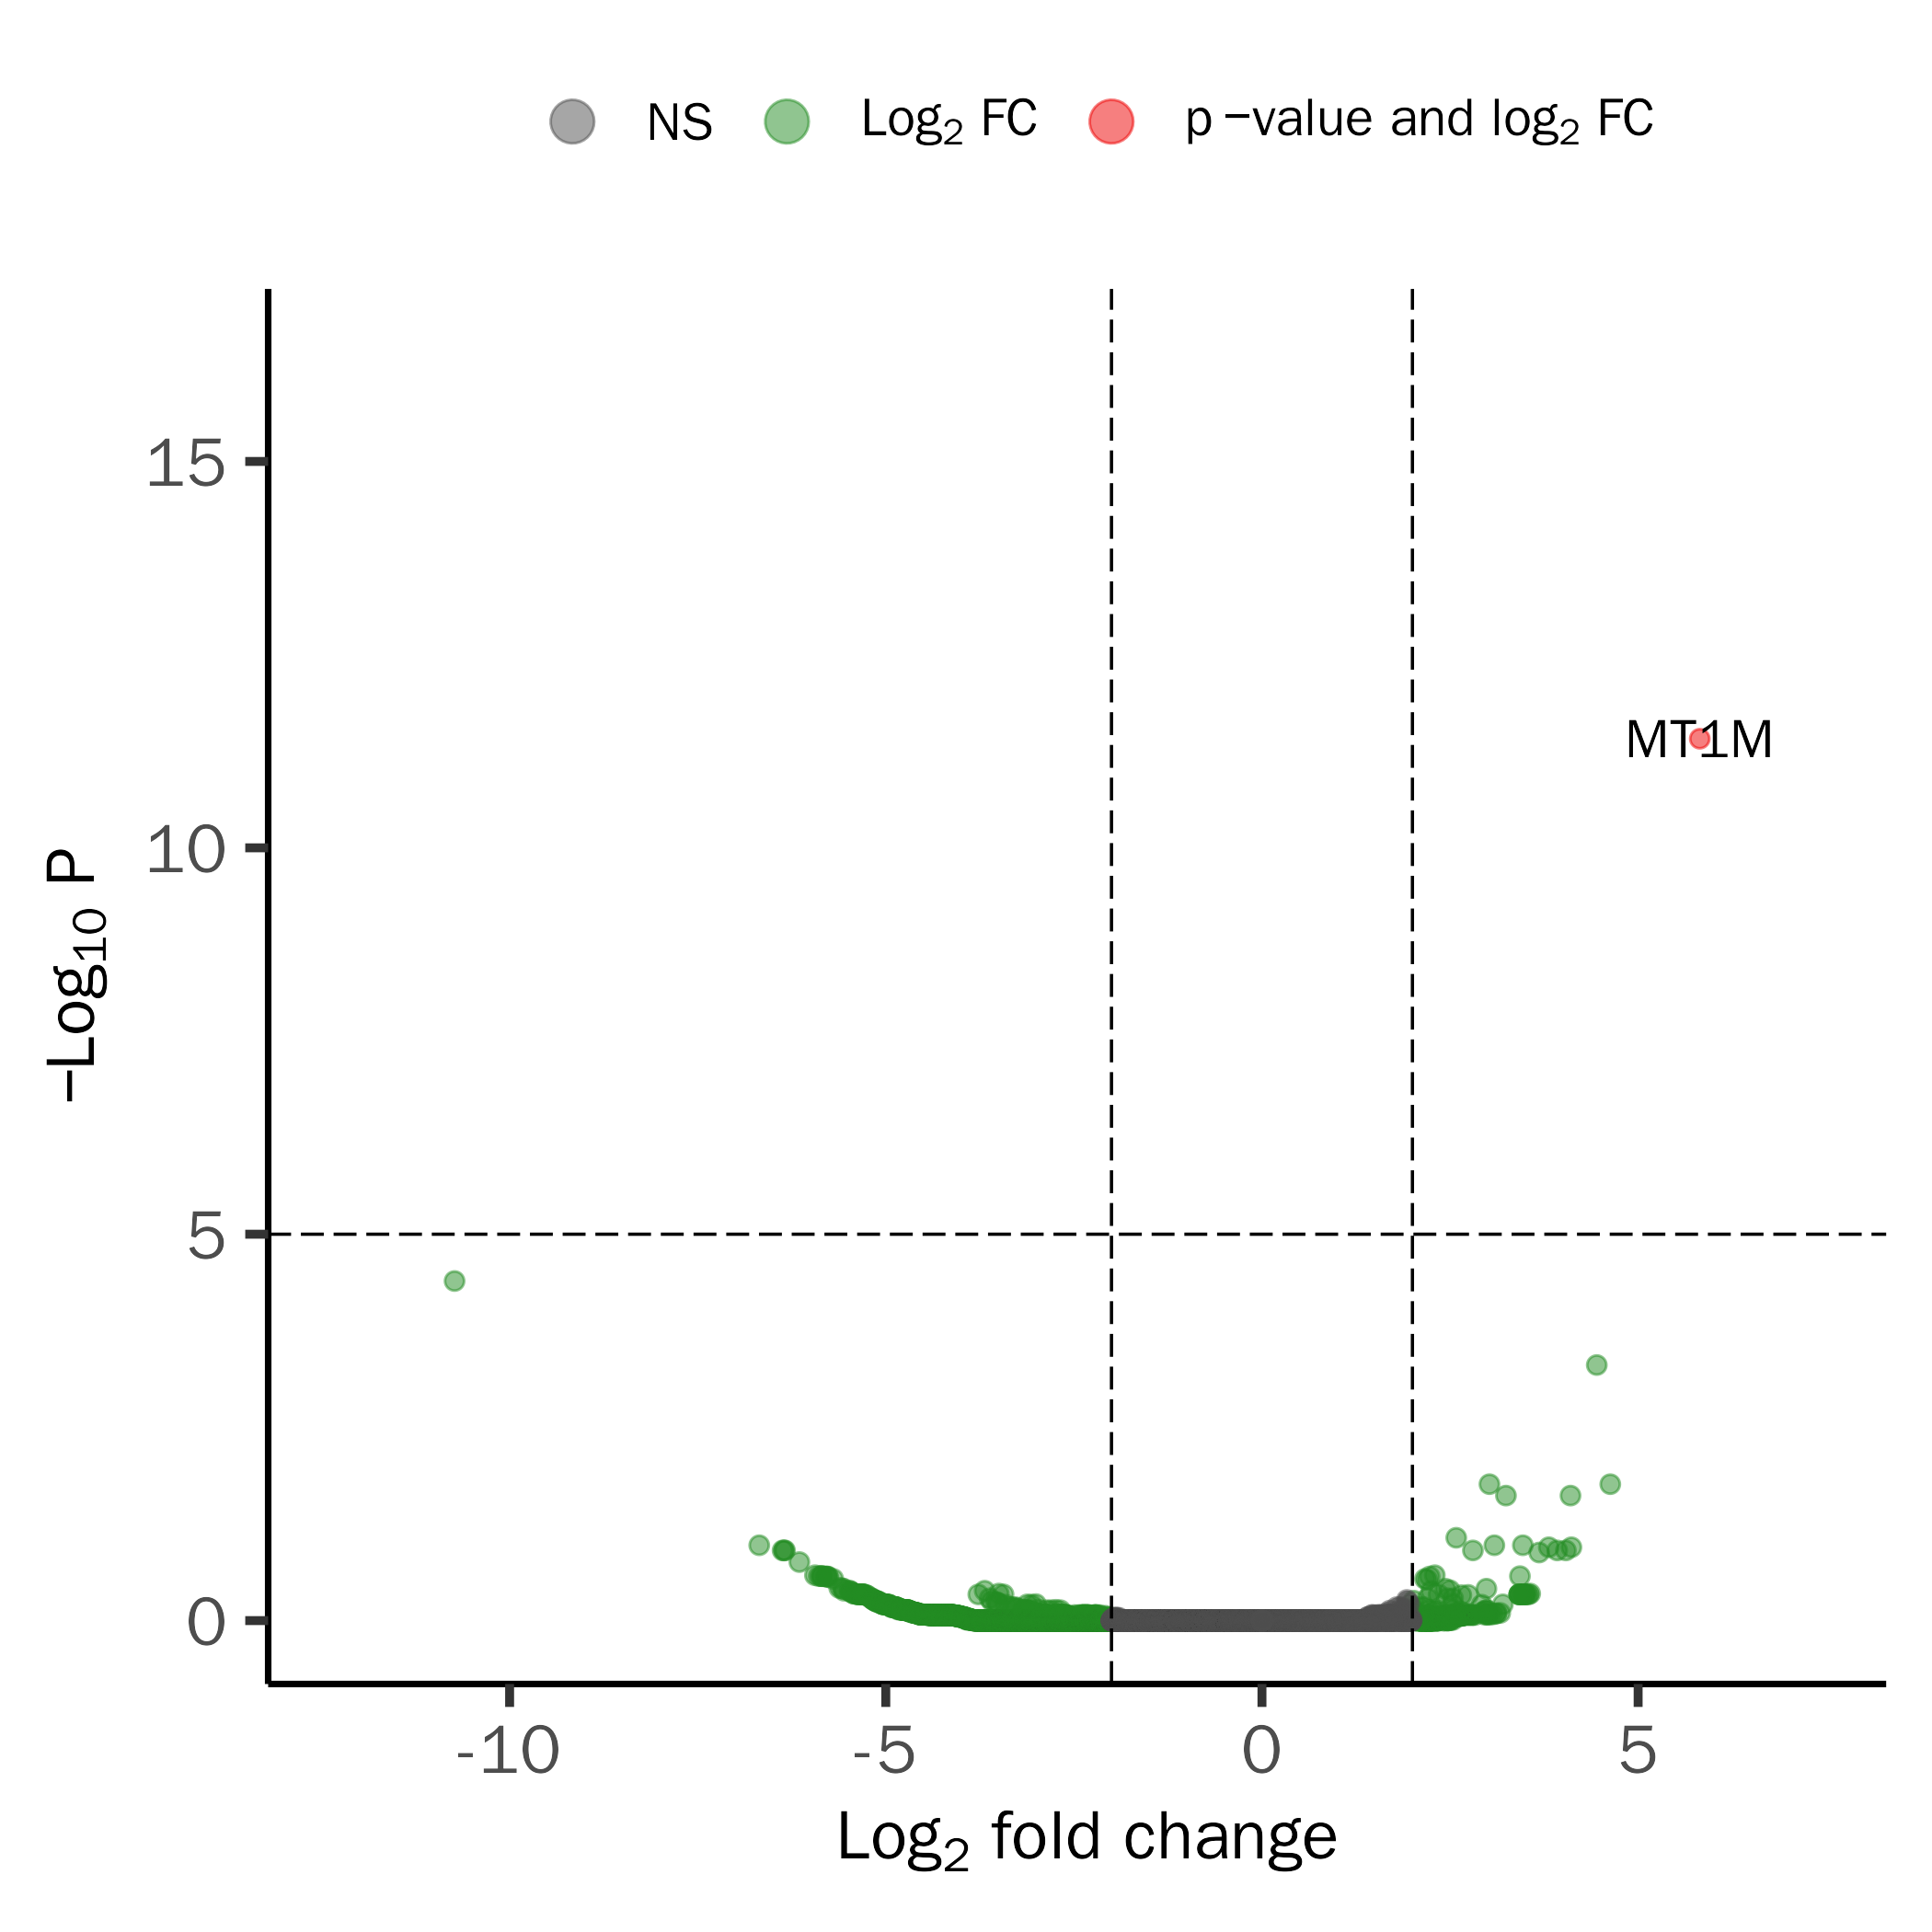 NS Log₂ FC p −value and log₂ FC
15
MT1M
10
−Log₁₀ P
5
0
-10 -5 0 5
Log₂ fold change